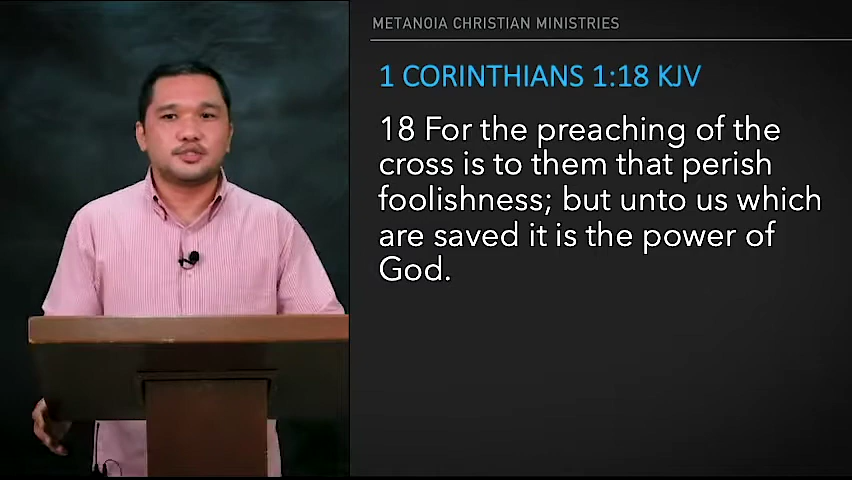 METANOIA CHRISTIAN MINISTRIES
1 CORINTHIANS 1:18 KJV
18 For the preaching of the
cross is to them that perish
foolishness; but unto us which
are saved it is the power of
God.